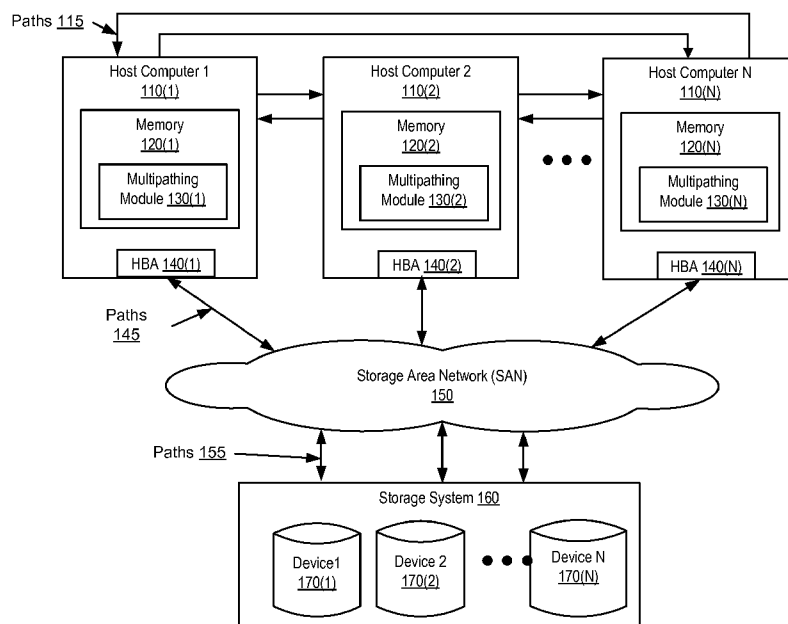 Paths 115
Host Computer 1
110(1)
Memory
120(1)
Multipathing
Module 130(1)
HBA 140(1)
Host Computer 2
110(2)
Memory
120(2)
Multipathing
Module 130(2)
HBA 140(2)
Host Computer N
110(N)
Memory
120(N)
Multipathing
Module 130(N)
HBA 140(N)
Paths
145
Storage Area Network (SAN)
150
Paths 155
Storage System 160
Device1
170(1)
Device 2
170(2)
Device N
170(N)